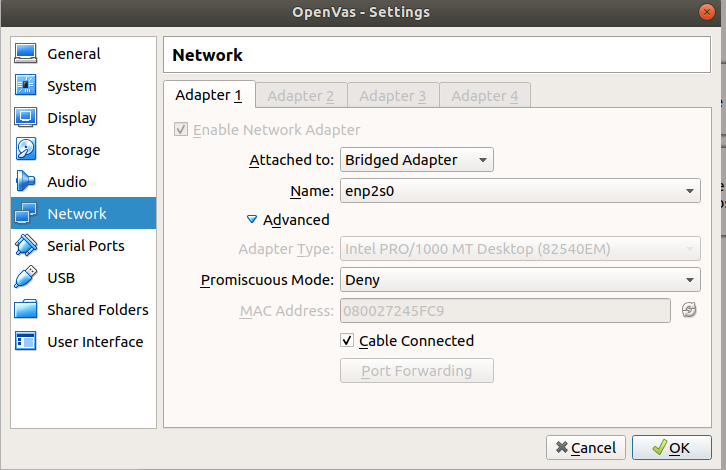 OpenVas - Settings
General
System
Display
Storage
Audio
Network
Serial Ports
USB
Shared Folders
User Interface
Network
Adapter 1
Adapter 2
Adapter 3
Adapter 4
Enable Network Adapter
Attached to: Bridged Adapter
Name: enp2s0
Advanced
Adapter Type: Intel PRO/1000 MT Desktop (82540EM)
Promiscuous Mode: Deny
MAC Address: 080027245FC9
Cable Connected
Port Forwarding
Cancel
OK